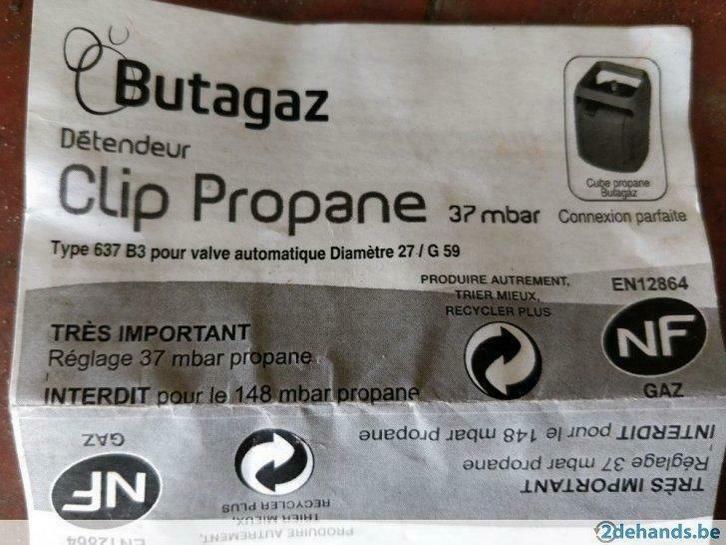 Butagaz
Détendeur
Clip Propane 37 mbar
Cube propane
Butagaz
Connexion parfaite
Type 637 B3 pour valve automatique Diamètre 27 / G 59
PRODUIRE AUTREMENT,
TRIER MIEUX,
RECYCLER PLUS
EN12864
NF
GAZ
TRÈS IMPORTANT
Réglage 37 mbar propane
INTERDIT pour le 148 mbar propane
TRÈS IMPORTANT
Réglage 37 mbar propane
INTERDIT pour le 148 mbar propane
PRODUIRE AUTREMENT,
TRIER MIEUX,
RECYCLER PLUS
EN12864
NF
GAZ
2dehands.be